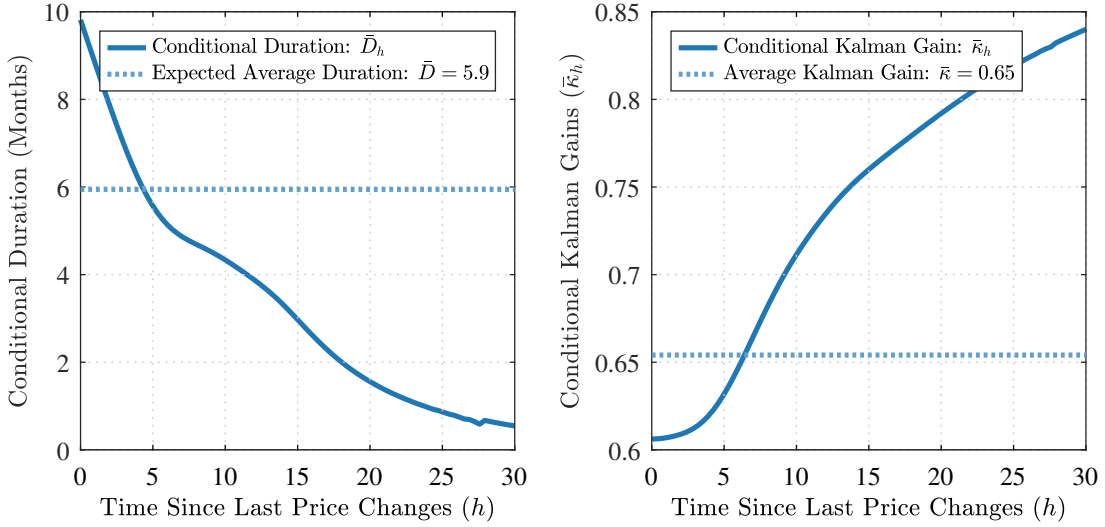 Conditional Duration: D̄ₕ
Expected Average Duration: D̄ = 5.9
Conditional Duration (Months)
10
8
6
4
2
0
0 5 10 15 20 25 30
Time Since Last Price Changes (h)
Conditional Kalman Gain: κ̄ₕ
Average Kalman Gain: κ̄ = 0.65
Conditional Kalman Gains (κ̄ₕ)
0.85
0.8
0.75
0.7
0.65
0.6
0 5 10 15 20 25 30
Time Since Last Price Changes (h)